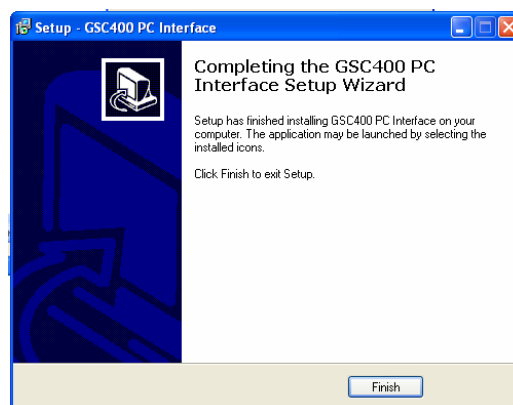 Setup - GSC400 PC Interface
Completing the GSC400 PC
Interface Setup Wizard
Setup has finished installing GSC400 PC Interface on your
computer. The application may be launched by selecting the
installed icons.
Click Finish to exit Setup.
Finish